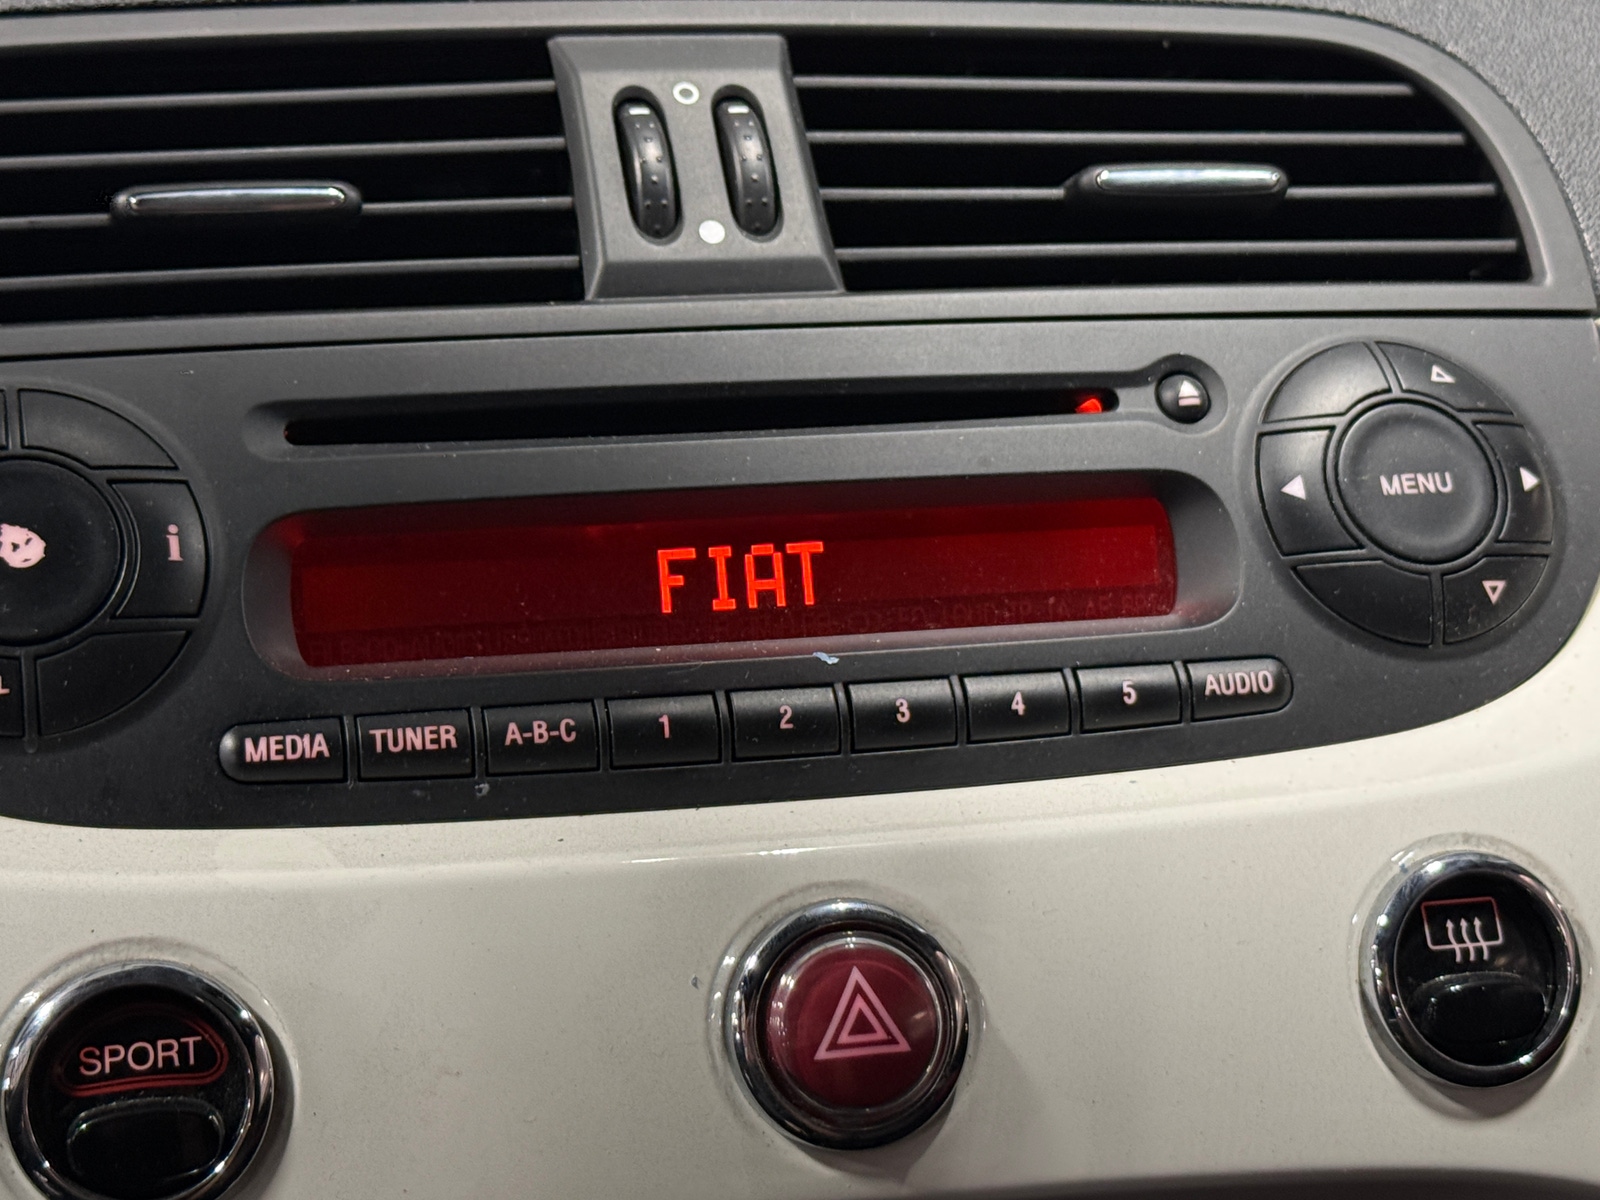 i
MENU
FIAT
MEDIA TUNER A-B-C 1 2 3 4 5 AUDIO
SPORT